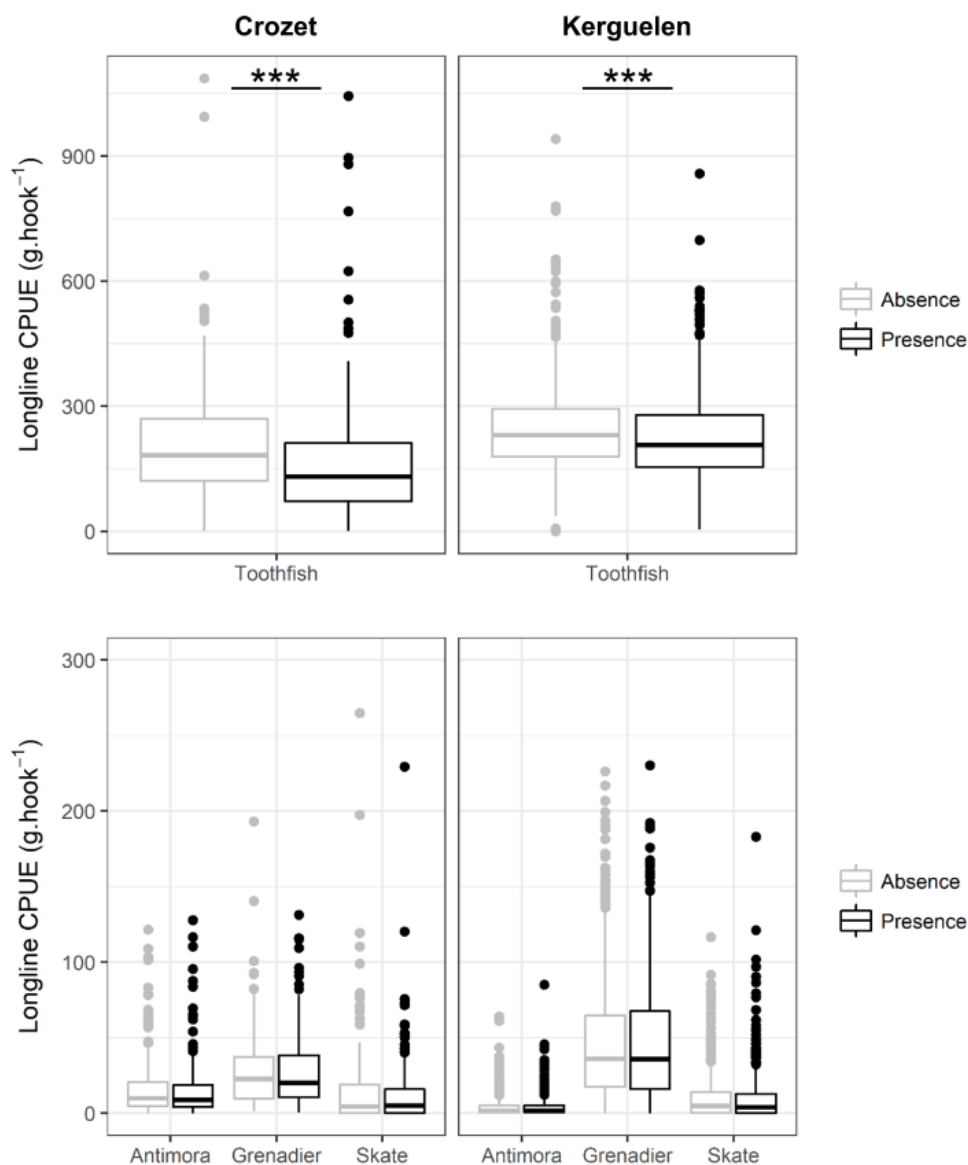 Crozet
Kerguelen
Longline CPUE (g.hook⁻¹)
900
600
300
0
***
***
Toothfish
Toothfish
Absence
Presence
Longline CPUE (g.hook⁻¹)
300
200
100
0
Antimora Grenadier Skate
Antimora Grenadier Skate
Absence
Presence